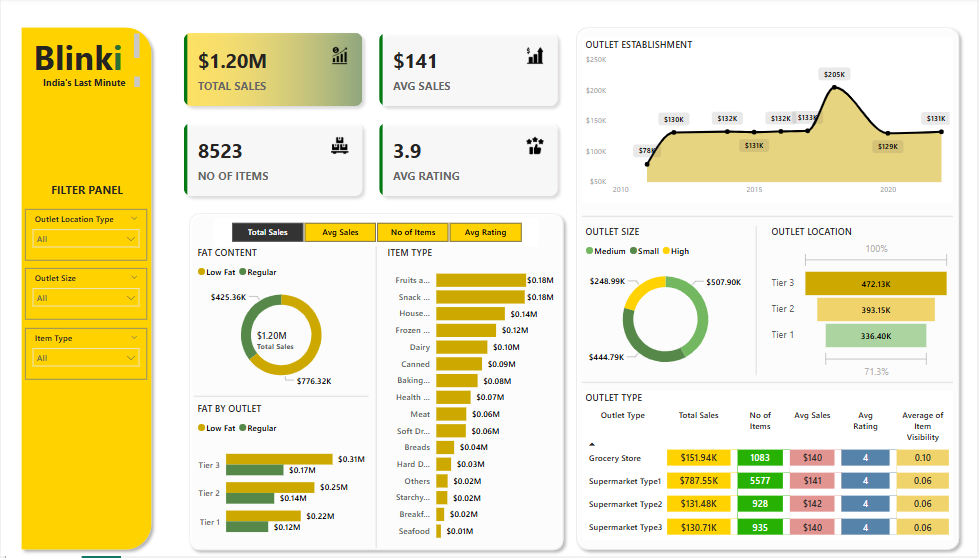 Blinki
India's Last Minute
FILTER PANEL
Outlet Location Type
All
Outlet Size
All
Item Type
All
$1.20M
TOTAL SALES
$141
AVG SALES
8523
NO OF ITEMS
3.9
AVG RATING
Total Sales
Avg Sales
No of Items
Avg Rating
FAT CONTENT
Low Fat Regular
$425.36K
$1.20M
Total Sales
$776.32K
FAT BY OUTLET
Low Fat Regular
Tier 3 $0.31M
$0.17M
Tier 2 $0.25M
$0.14M
Tier 1 $0.22M
$0.12M
ITEM TYPE
Fruits a... $0.18M
Snack ... $0.18M
House... $0.14M
Frozen ... $0.12M
Dairy $0.10M
Canned $0.09M
Baking... $0.08M
Health ... $0.07M
Meat $0.06M
Soft Dr... $0.06M
Breads $0.04M
Hard D... $0.03M
Others $0.02M
Starchy... $0.02M
Breakf... $0.02M
Seafood $0.01M
OUTLET ESTABLISHMENT
$250K
$200K
$150K
$100K
$50K
$78K
$130K
$132K
$131K
$132K
$133K
$205K
$129K
$131K
2010 2015 2020
OUTLET SIZE
Medium Small High
$248.99K
$507.90K
$444.79K
OUTLET LOCATION
100%
Tier 3 472.13K
Tier 2 393.15K
Tier 1 336.40K
71.3%
OUTLET TYPE
Outlet Type Total Sales No of Items Avg Sales Avg Rating Average of Item Visibility
Grocery Store $151.94K 1083 $140 4 0.10
Supermarket Type1 $787.55K 5577 $141 4 0.06
Supermarket Type2 $131.48K 928 $142 4 0.06
Supermarket Type3 $130.71K 935 $140 4 0.06